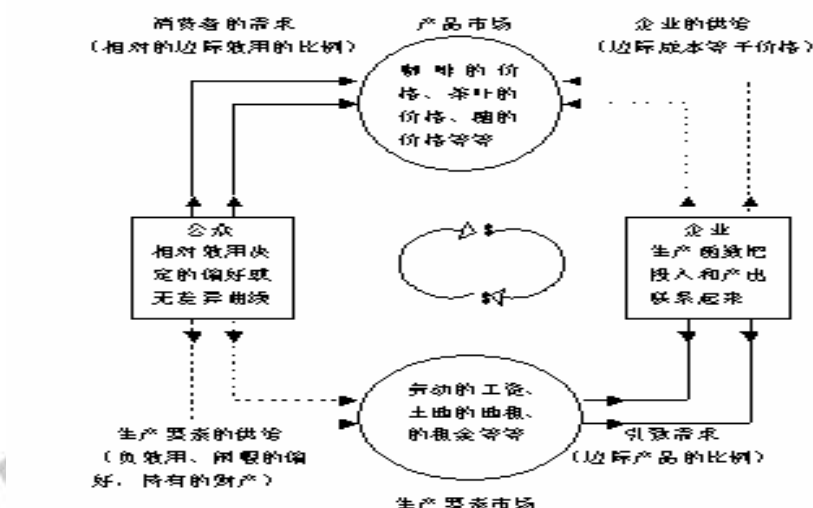 消费者的需求
（相对的边际效用的比例）
产品市场
企业的供给
（边际成本等于价格）
咖啡的价
格、茶叶的
价格、糖的
价格等等
公众
相对效用决
定的偏好或
无差异曲线
$
$
企业
生产函数把
投入和产出
联系起来
劳动的工资、
土地的地租、
的租金等等
生产要素的供给
（负效用、闲暇的偏
好，持有的财产）
引致需求
（边际产品的比例）
生产要素市场